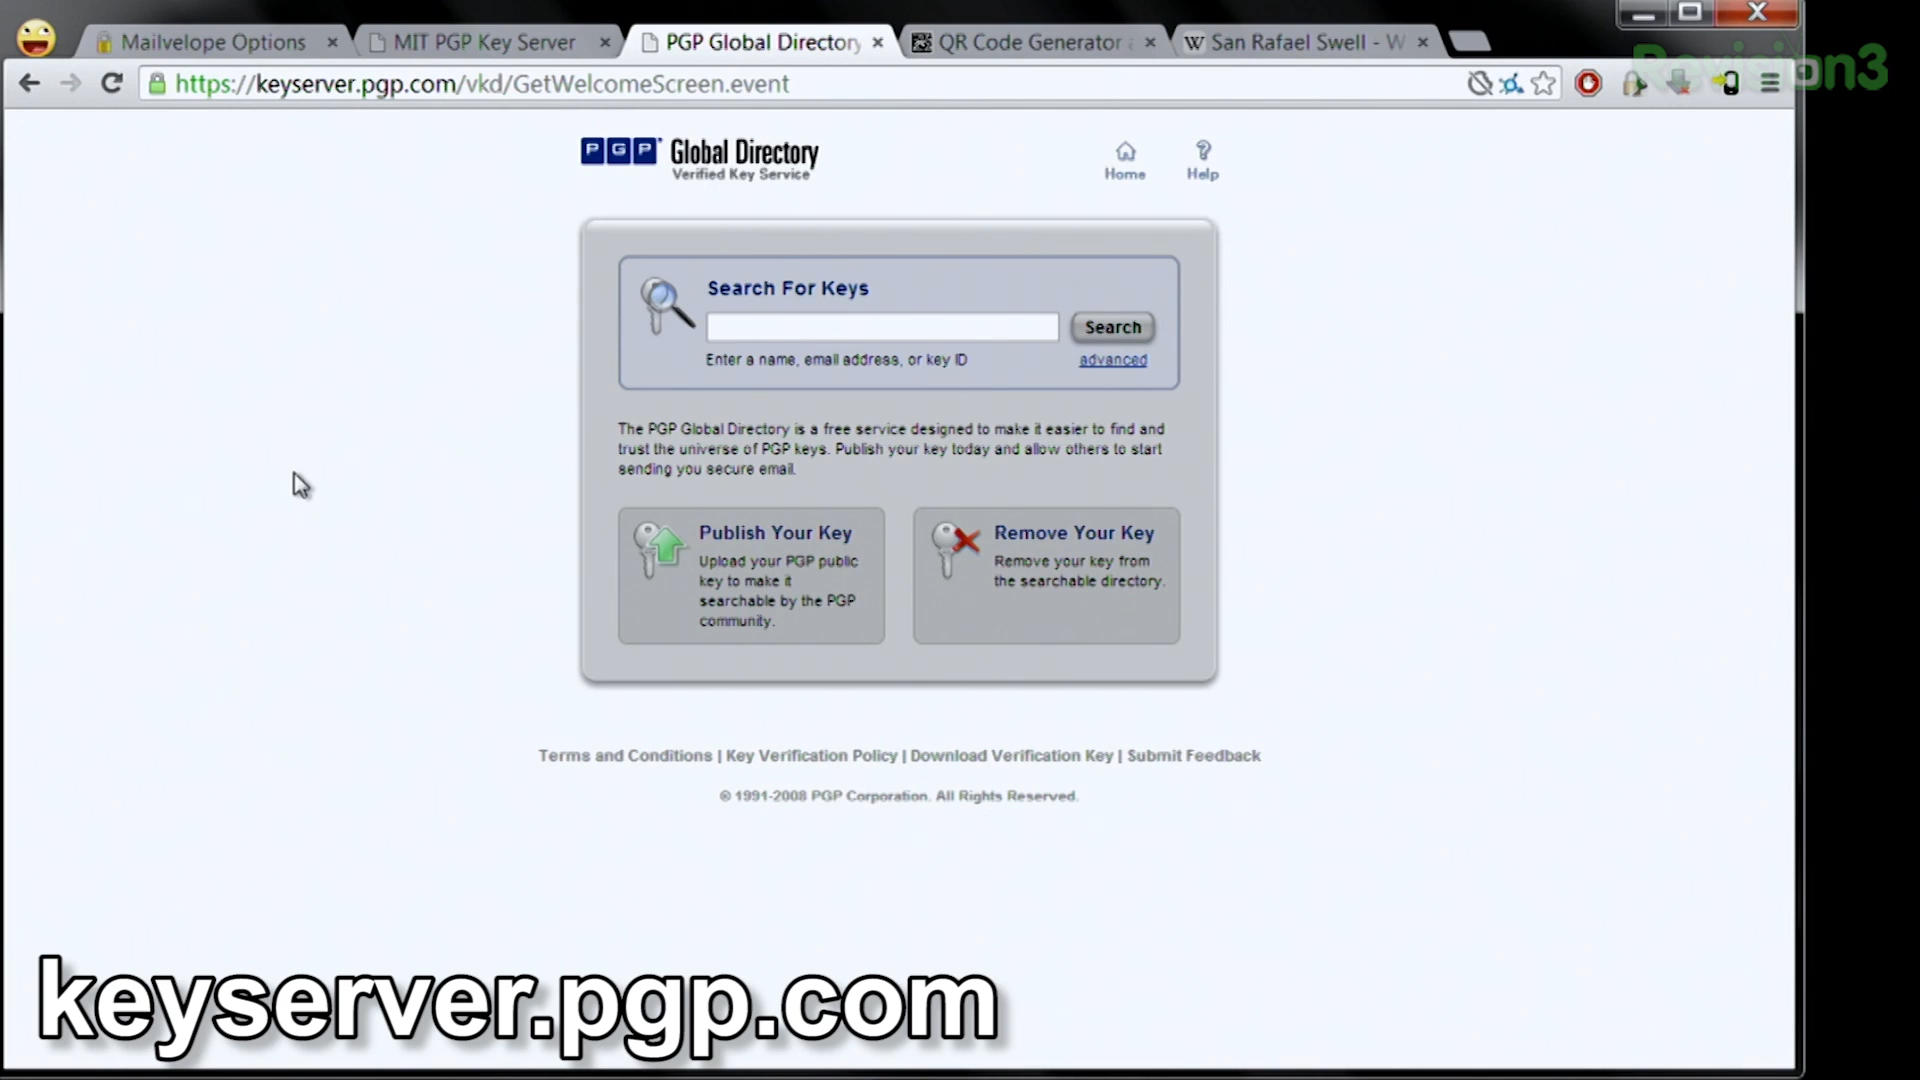 Mailvelope Options
MIT PGP Key Server
PGP Global Directory
QR Code Generator a
San Rafael Swell - W
https://keyserver.pgp.com/vkd/GetWelcomeScreen.event
Revision3
PGP Global Directory
Verified Key Service
Home
Help
Search For Keys
Search
Enter a name, email address, or key ID
advanced
The PGP Global Directory is a free service designed to make it easier to find and
trust the universe of PGP keys. Publish your key today and allow others to start
sending you secure email.
Publish Your Key
Upload your PGP public
key to make it
searchable by the PGP
community.
Remove Your Key
Remove your key from
the searchable directory.
Terms and Conditions | Key Verification Policy | Download Verification Key | Submit Feedback
© 1991-2008 PGP Corporation. All Rights Reserved.
keyserver.pgp.com